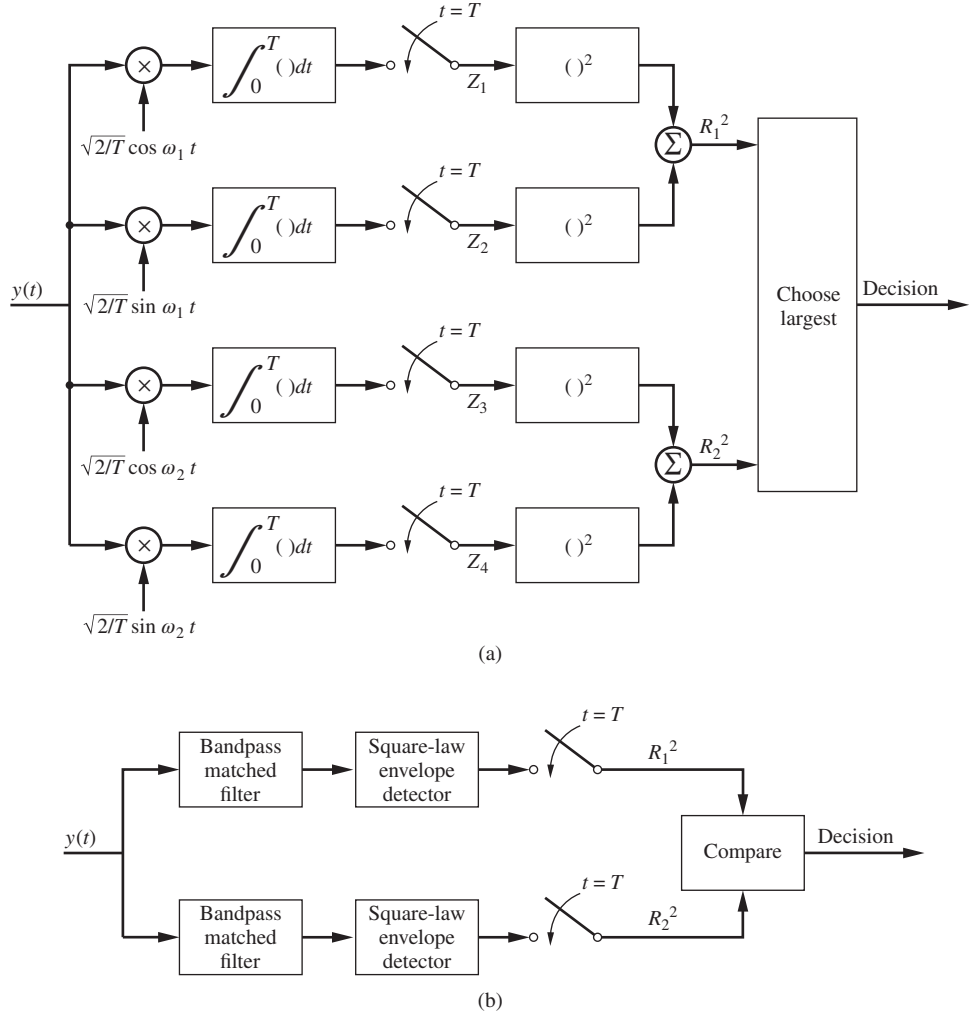 t = T
∫₀ᵀ ( )dt
Z₁
( )²
√2/T cos ω₁ t
Σ
R₁²
t = T
∫₀ᵀ ( )dt
Z₂
( )²
√2/T sin ω₁ t
y(t)
Choose
largest
Decision
t = T
∫₀ᵀ ( )dt
Z₃
( )²
√2/T cos ω₂ t
Σ
R₂²
t = T
∫₀ᵀ ( )dt
Z₄
( )²
√2/T sin ω₂ t
(a)
t = T
Bandpass
matched
filter
Square-law
envelope
detector
R₁²
y(t)
Compare
Decision
t = T
Bandpass
matched
filter
Square-law
envelope
detector
R₂²
(b)